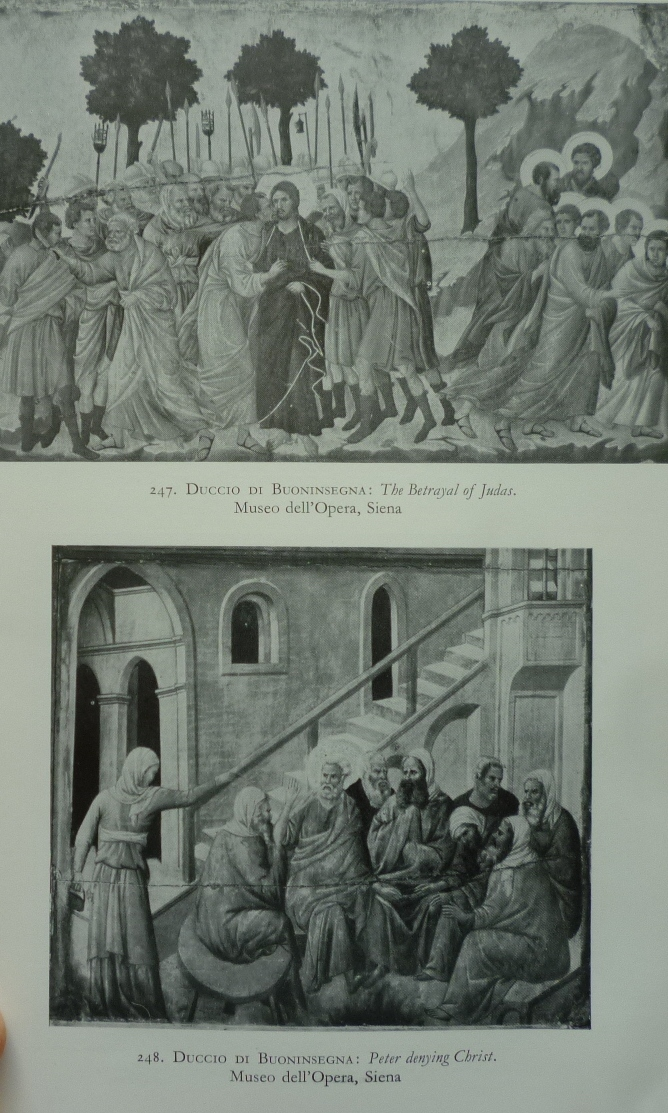 247. Duccio di Buoninsegna: The Betrayal of Judas.
Museo dell'Opera, Siena
248. Duccio di Buoninsegna: Peter denying Christ.
Museo dell'Opera, Siena